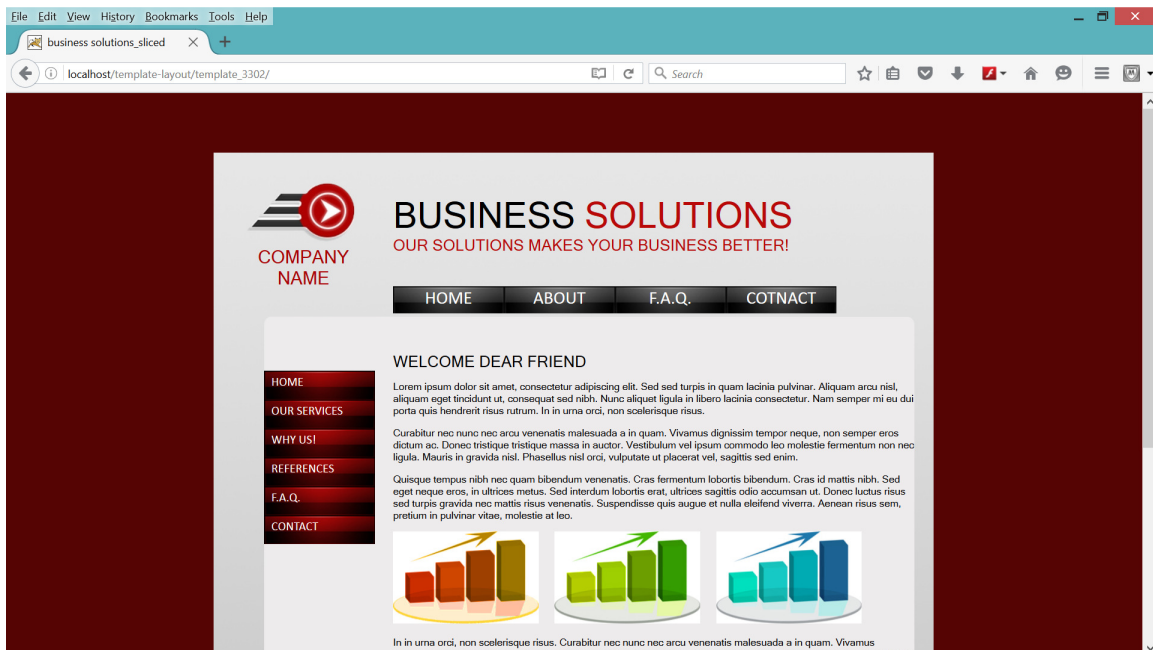 File Edit View History Bookmarks Tools Help
business solutions_sliced
localhost/template-layout/template_3302/
Search
BUSINESS SOLUTIONS
OUR SOLUTIONS MAKES YOUR BUSINESS BETTER!
COMPANY
NAME
HOME ABOUT F.A.Q. COTNACT
HOME
OUR SERVICES
WHY US!
REFERENCES
F.A.Q.
CONTACT
WELCOME DEAR FRIEND
Lorem ipsum dolor sit amet, consectetur adipiscing elit. Sed sed turpis in quam lacinia pulvinar. Aliquam arcu nisl,
aliquam eget tincidunt ut, consequat sed nibh. Nunc aliquet ligula in libero lacinia consectetur. Nam semper mi eu dui
porta quis hendrerit risus rutrum. In in urna orci, non scelerisque risus.
Curabitur nec nunc nec arcu venenatis malesuada a in quam. Vivamus dignissim tempor neque, non semper eros
dictum ac. Donec tristique tristique massa in auctor. Vestibulum vel ipsum commodo leo molestie fermentum non nec
ligula. Mauris in gravida nisl. Phasellus nisl orci, vulputate ut placerat vel, sagittis sed enim.
Quisque tempus nibh nec quam bibendum venenatis. Cras fermentum lobortis bibendum. Cras id mattis nibh. Sed
eget neque eros, in ultrices metus. Sed interdum lobortis erat, ultrices sagittis odio accumsan ut. Donec luctus risus
sed turpis gravida nec mattis risus venenatis. Suspendisse quis augue et nulla eleifend viverra. Aenean risus sem,
pretium in pulvinar vitae, molestie at leo.
In in urna orci, non scelerisque risus. Curabitur nec nunc nec arcu venenatis malesuada a in quam. Vivamus